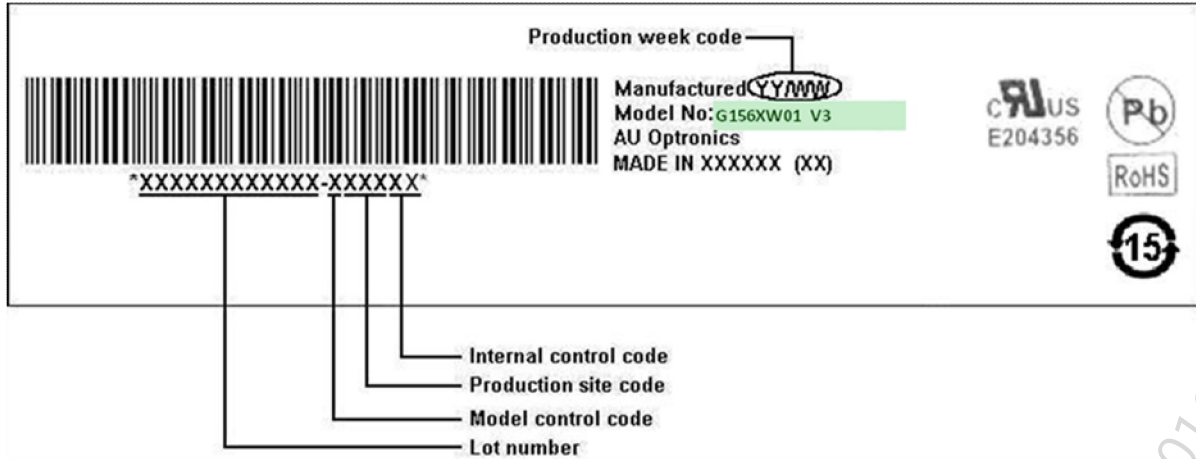 Production week code
Manufactured YY/WW
Model No: G156XW01 V3
AU Optronics
MADE IN XXXXXX (XX)
*XXXXXXXXXXXX-XXXXXX*
c RU US
E204356
Pb
RoHS
15
Internal control code
Production site code
Model control code
Lot number